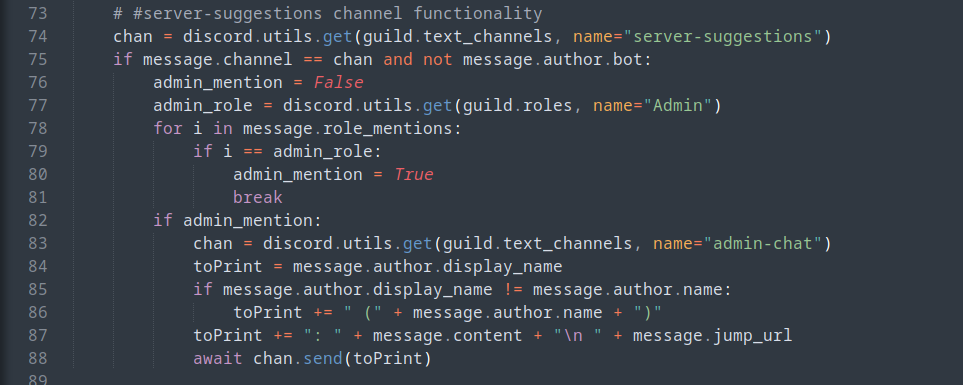 73 # #server-suggestions channel functionality
74 chan = discord.utils.get(guild.text_channels, name="server-suggestions")
75 if message.channel == chan and not message.author.bot:
76 admin_mention = False
77 admin_role = discord.utils.get(guild.roles, name="Admin")
78 for i in message.role_mentions:
79 if i == admin_role:
80 admin_mention = True
81 break
82 if admin_mention:
83 chan = discord.utils.get(guild.text_channels, name="admin-chat")
84 toPrint = message.author.display_name
85 if message.author.display_name != message.author.name:
86 toPrint += " (" + message.author.name + ")"
87 toPrint += ": " + message.content + "\n " + message.jump_url
88 await chan.send(toPrint)
89